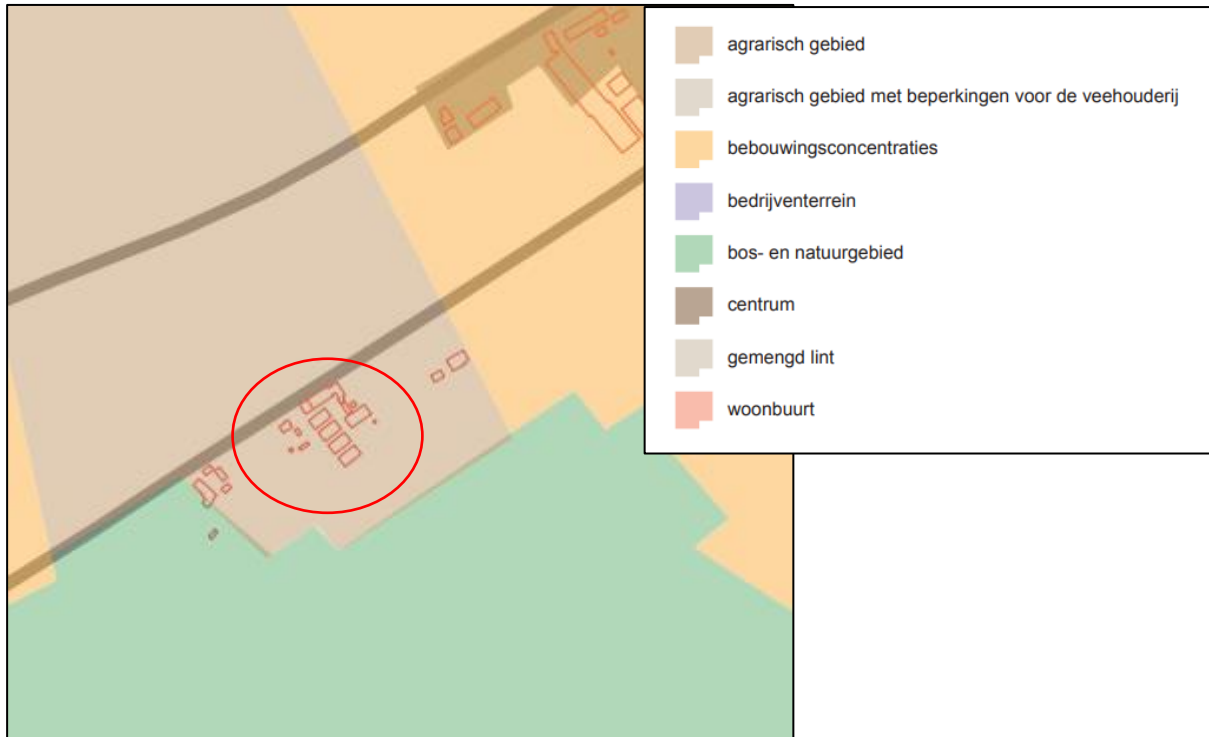 agrarisch gebied
agrarisch gebied met beperkingen voor de veehouderij
bebouwingsconcentraties
bedrijventerrein
bos- en natuurgebied
centrum
gemengd lint
woonbuurt